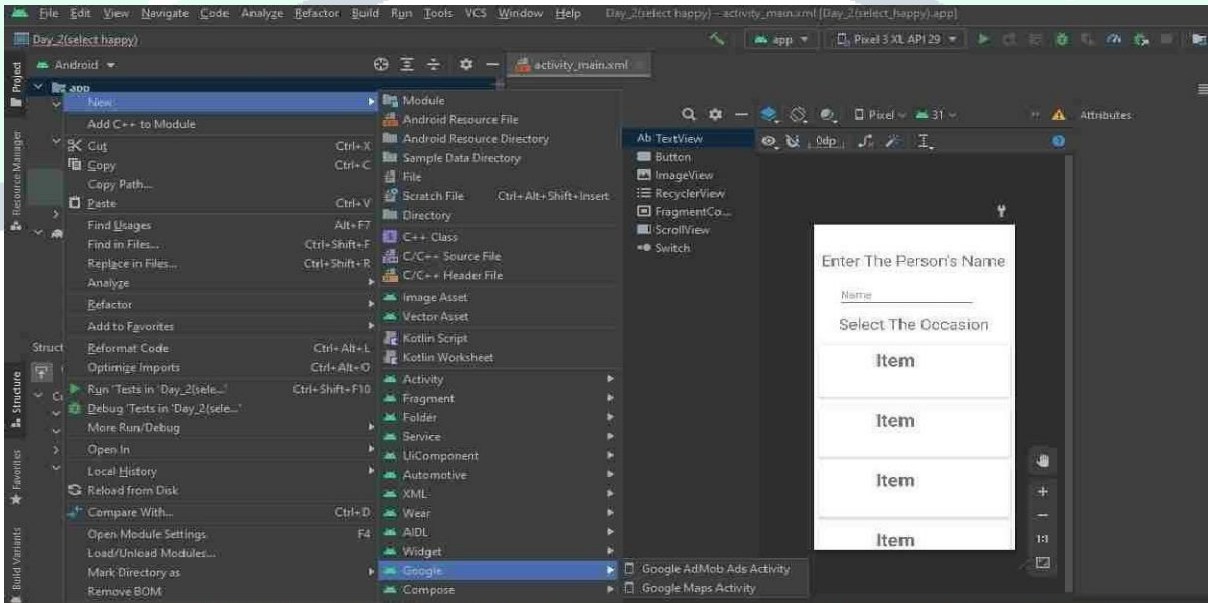 File Edit View Navigate Code Analyze Refactor Build Run Tools VCS Window Help Day_2(select happy) – activity_main.xml [Day_2(select_happy).app]
Day_2(select happy)
app
Pixel 3 XL API 29
Project
Android
activity_main.xml
app
Resource Manager
New
Add C++ to Module
Cut Ctrl+X
Copy Ctrl+C
Copy Path...
Paste Ctrl+V
Find Usages Alt+F7
Find in Files... Ctrl+Shift+F
Replace in Files... Ctrl+Shift+R
Analyze
Refactor
Add to Favorites
Reformat Code Ctrl+Alt+L
Optimize Imports Ctrl+Alt+O
Run 'Tests in 'Day_2(sele...' Ctrl+Shift+F10
Debug 'Tests in 'Day_2(sele...'
More Run/Debug
Open In
Local History
Reload from Disk
Compare With... Ctrl+D
Open Module Settings F4
Load/Unload Modules...
Mark Directory as
Remove BOM
Module
Android Resource File
Android Resource Directory
Sample Data Directory
File
Scratch File Ctrl+Alt+Shift+Insert
Directory
C++ Class
C/C++ Source File
C/C++ Header File
Image Asset
Vector Asset
Kotlin Script
Kotlin Worksheet
Activity
Fragment
Folder
Service
UiComponent
Automotive
XML
Wear
AIDL
Widget
Google
Compose
Google AdMob Ads Activity
Google Maps Activity
Ab TextView
Button
ImageView
RecyclerView
FragmentCo...
ScrollView
Switch
Pixel 31
0dp
Attributes
Enter The Person's Name
Name
Select The Occasion
Item
Item
Item
Item
1:1
Struct
Structure
Favorites
Build Variants